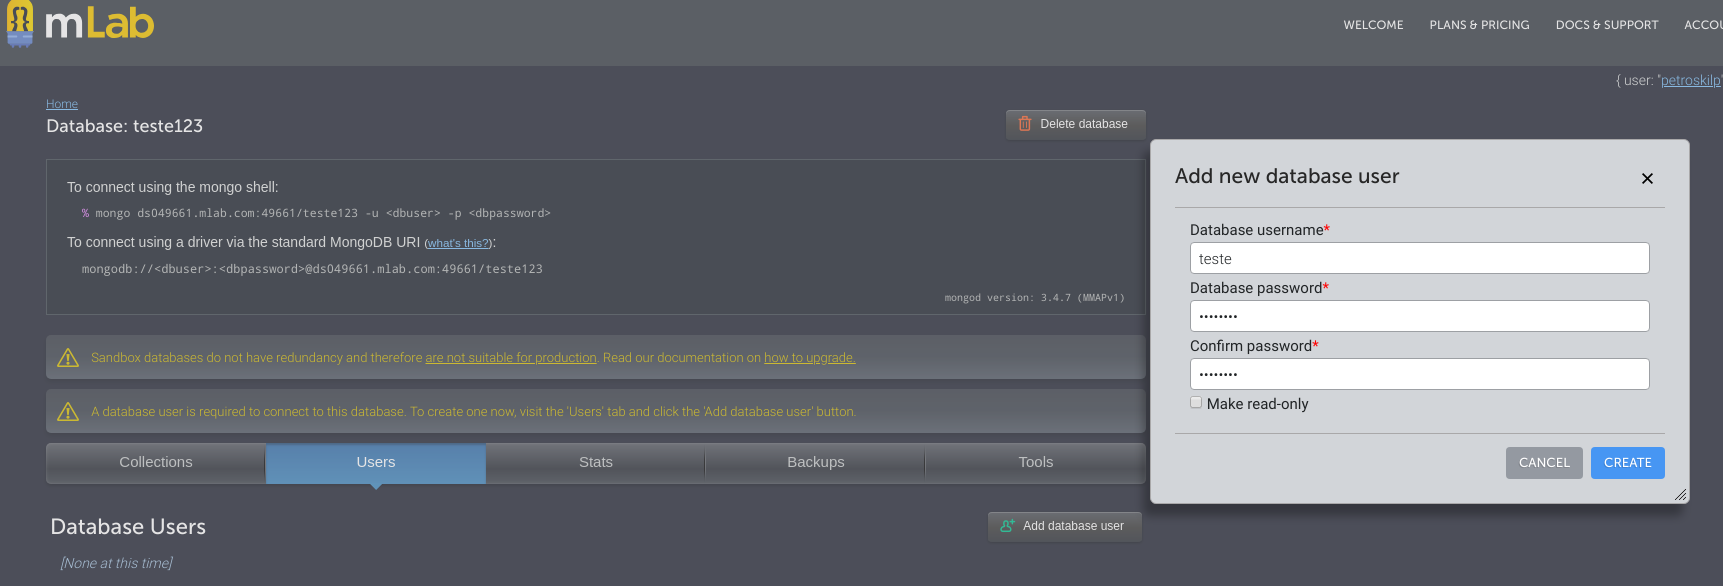 mLab
WELCOME PLANS & PRICING DOCS & SUPPORT ACCOU
{ user: "petroskilp"
Home
Database: teste123
Delete database
To connect using the mongo shell:
% mongo ds049661.mlab.com:49661/teste123 -u <dbuser> -p <dbpassword>
To connect using a driver via the standard MongoDB URI (what's this?):
mongodb://<dbuser>:<dbpassword>@ds049661.mlab.com:49661/teste123
mongod version: 3.4.7 (MMAPv1)
Sandbox databases do not have redundancy and therefore are not suitable for production. Read our documentation on how to upgrade.
A database user is required to connect to this database. To create one now, visit the 'Users' tab and click the 'Add database user' button.
Collections Users Stats Backups Tools
Database Users
Add database user
[None at this time]
Add new database user
×
Database username*
teste
Database password*
••••••••
Confirm password*
••••••••
Make read-only
CANCEL CREATE